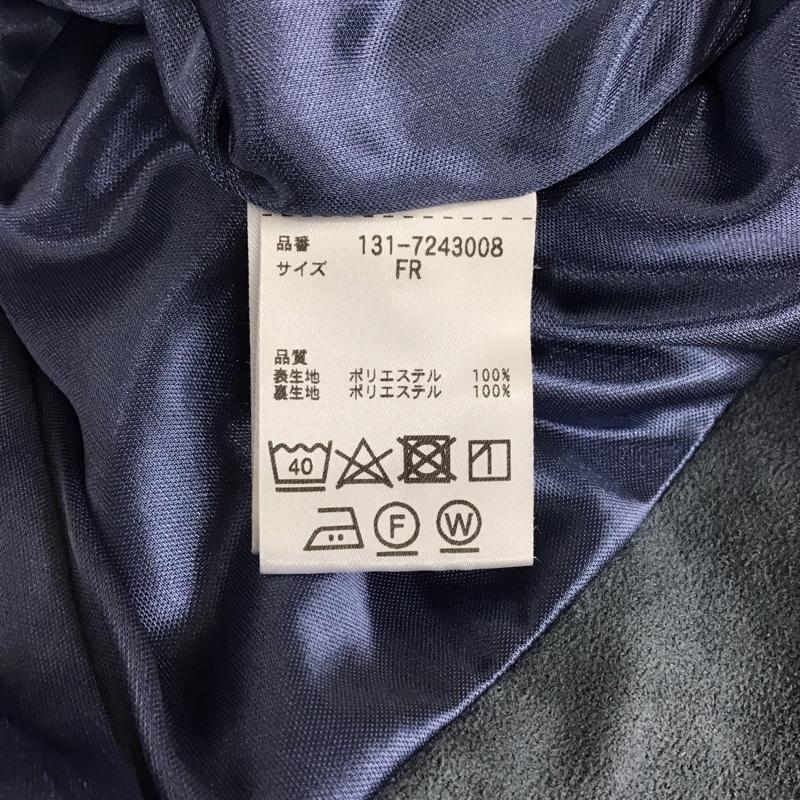 品番 131-7243008
サイズ FR
品質
表生地 ポリエステル 100%
裏生地 ポリエステル 100%
40
F W